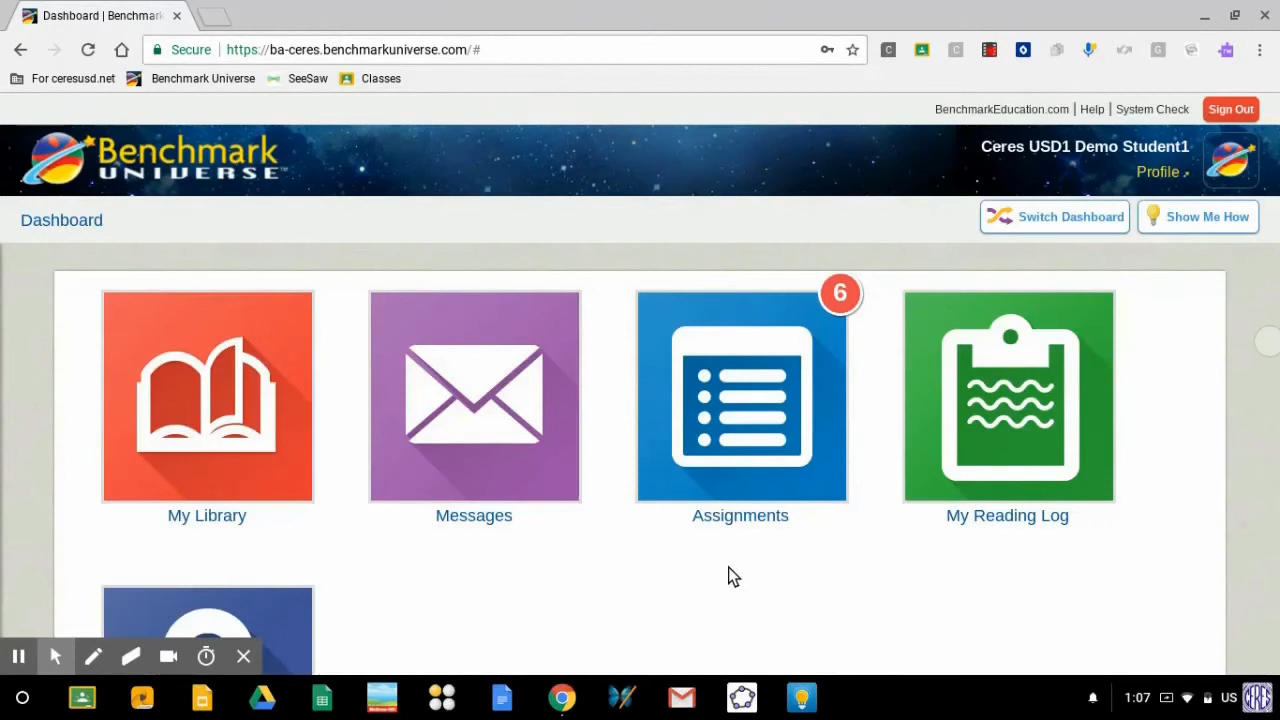 Dashboard | Benchmark
Secure https://ba-ceres.benchmarkuniverse.com/#
For ceresusd.net Benchmark Universe SeeSaw Classes
BenchmarkEducation.com | Help | System Check Sign Out
Benchmark
UNIVERSE
Ceres USD1 Demo Student1
Profile
Dashboard
Switch Dashboard Show Me How
6
My Library Messages Assignments My Reading Log
1:07 US CERES